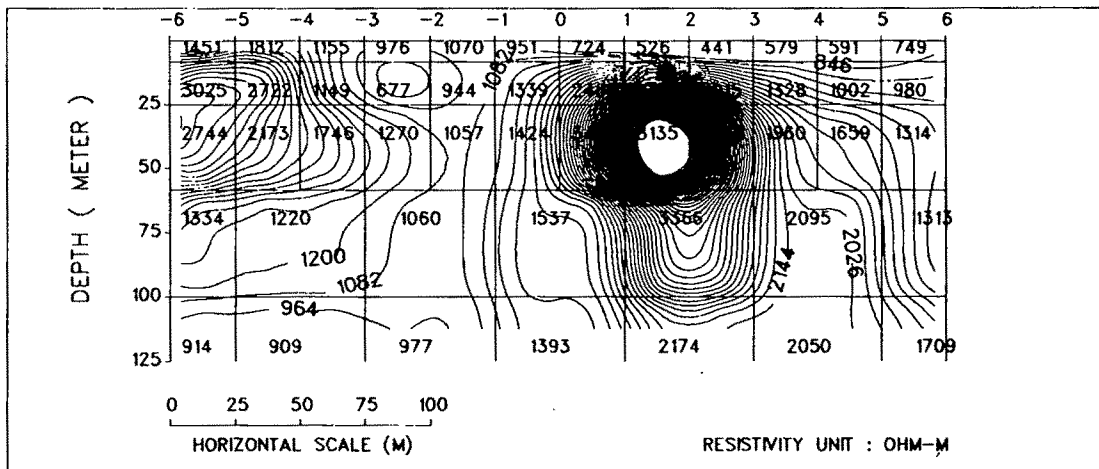 -6 -5 -4 -3 -2 -1 0 1 2 3 4 5 6
1451 1812 1155 976 1070 951 724 526 441 579 591 749
1082 846
3025 2722 1149 677 944 1339 1328 1002 980
25
2744 2173 1746 1270 1057 1424 1960 1659 1314
50
1334 1220 1060 1537 3366 2095 1313
75
1200 2026
1082 2144
100
964
914 909 977 1393 2174 2050 1709
125
DEPTH ( METER )
0 25 50 75 100
HORIZONTAL SCALE (M)
RESISTIVITY UNIT : OHM-M